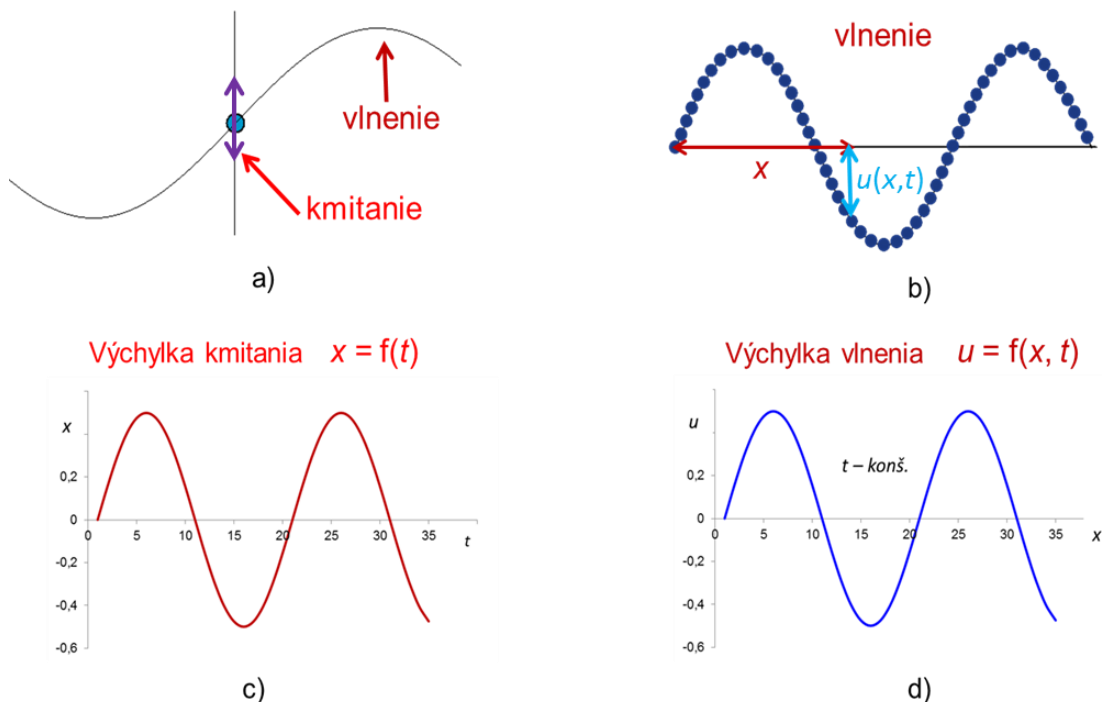 vlnenie
kmitanie
a)
vlnenie
x
u(x,t)
b)
Výchylka kmitania x = f(t)
x
0,2
0
-0,2
-0,4
-0,6
0 5 10 15 20 25 30 35
t
c)
Výchylka vlnenia u = f(x, t)
u
t – konš.
0,2
0
-0,2
-0,4
-0,6
0 5 10 15 20 25 30 35
x
d)